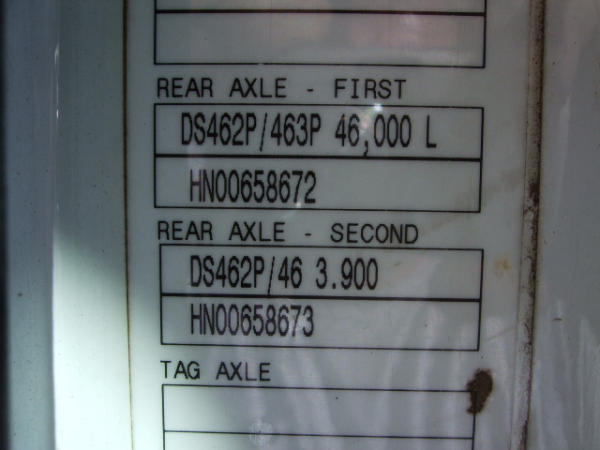 REAR AXLE - FIRST
DS462P/463P 46,000 L
HN00658672
REAR AXLE - SECOND
DS462P/46 3.900
HN00658673
TAG AXLE